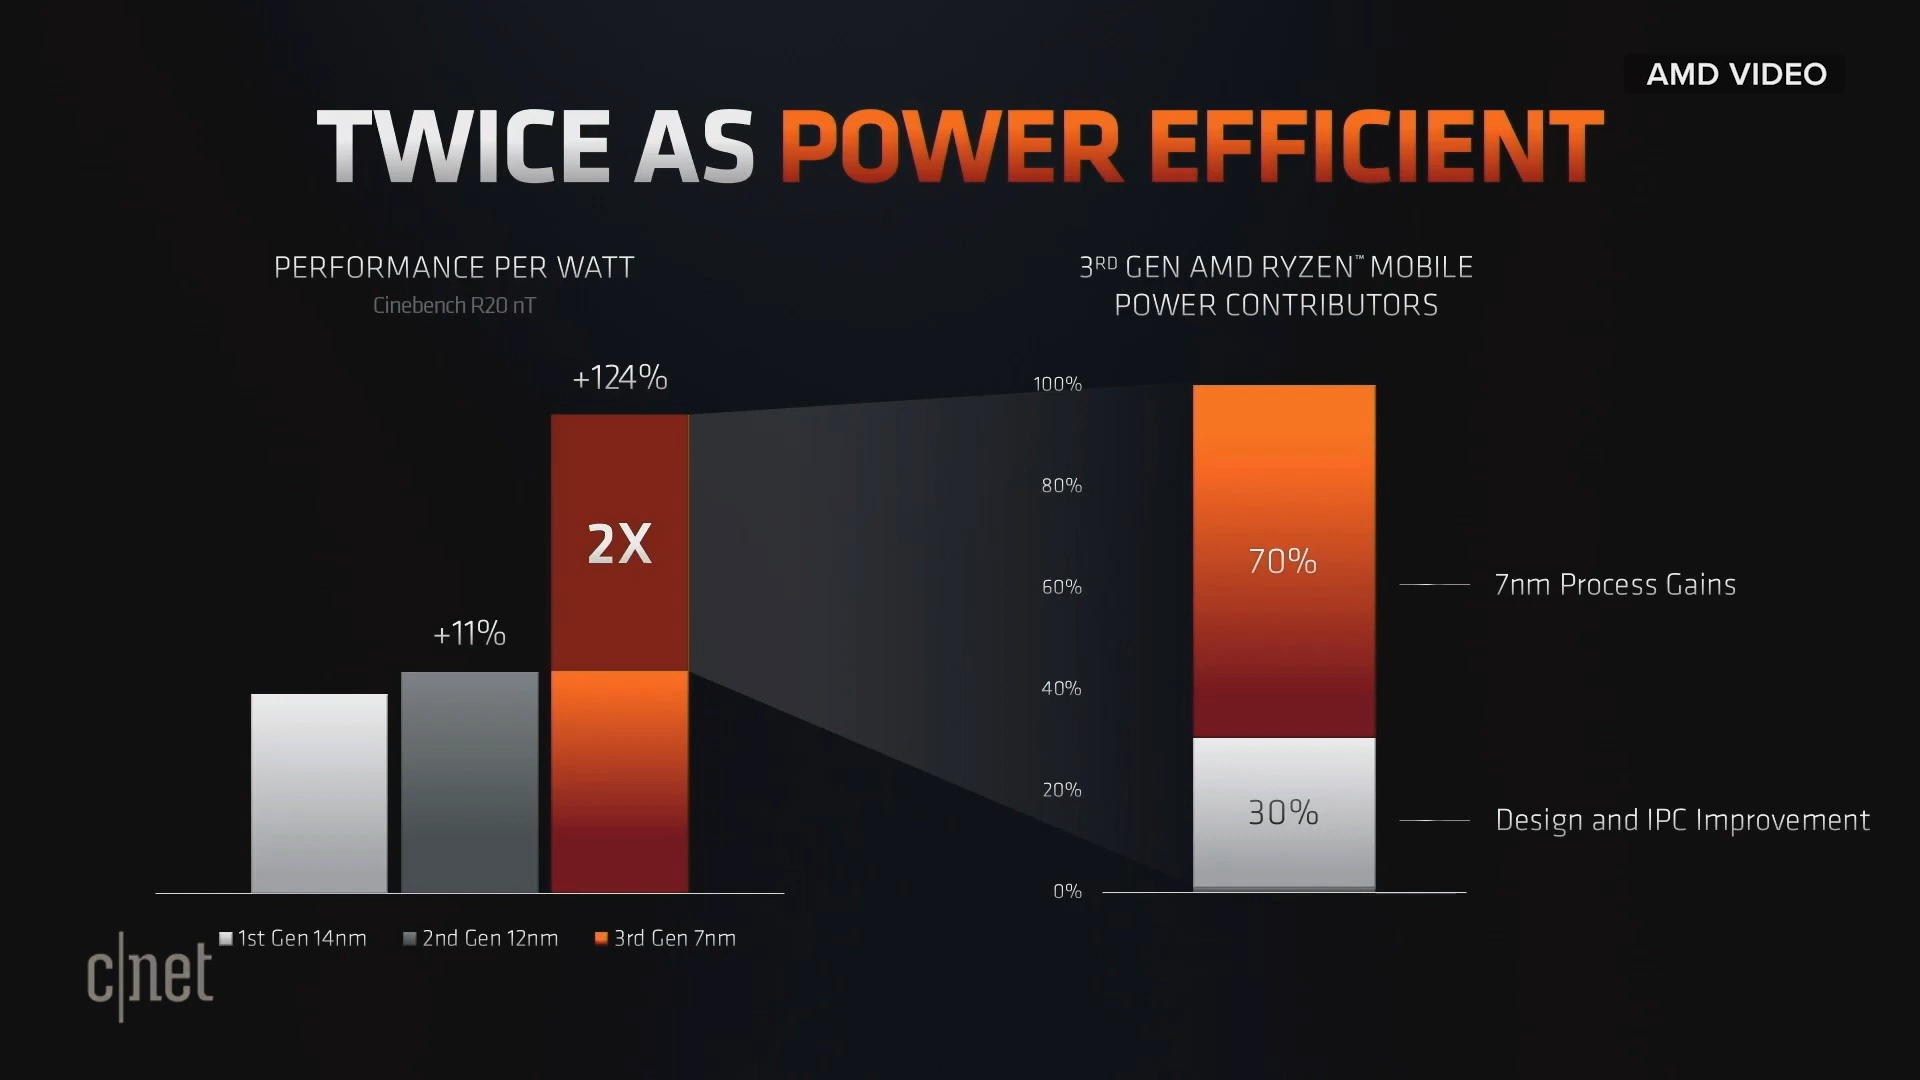 AMD VIDEO
TWICE AS POWER EFFICIENT
PERFORMANCE PER WATT
Cinebench R20 nT
+124%
2X
+11%
1st Gen 14nm 2nd Gen 12nm 3rd Gen 7nm
3RD GEN AMD RYZEN™ MOBILE
POWER CONTRIBUTORS
100%
80%
60%
40%
20%
0%
70%
7nm Process Gains
30%
Design and IPC Improvement
c|net